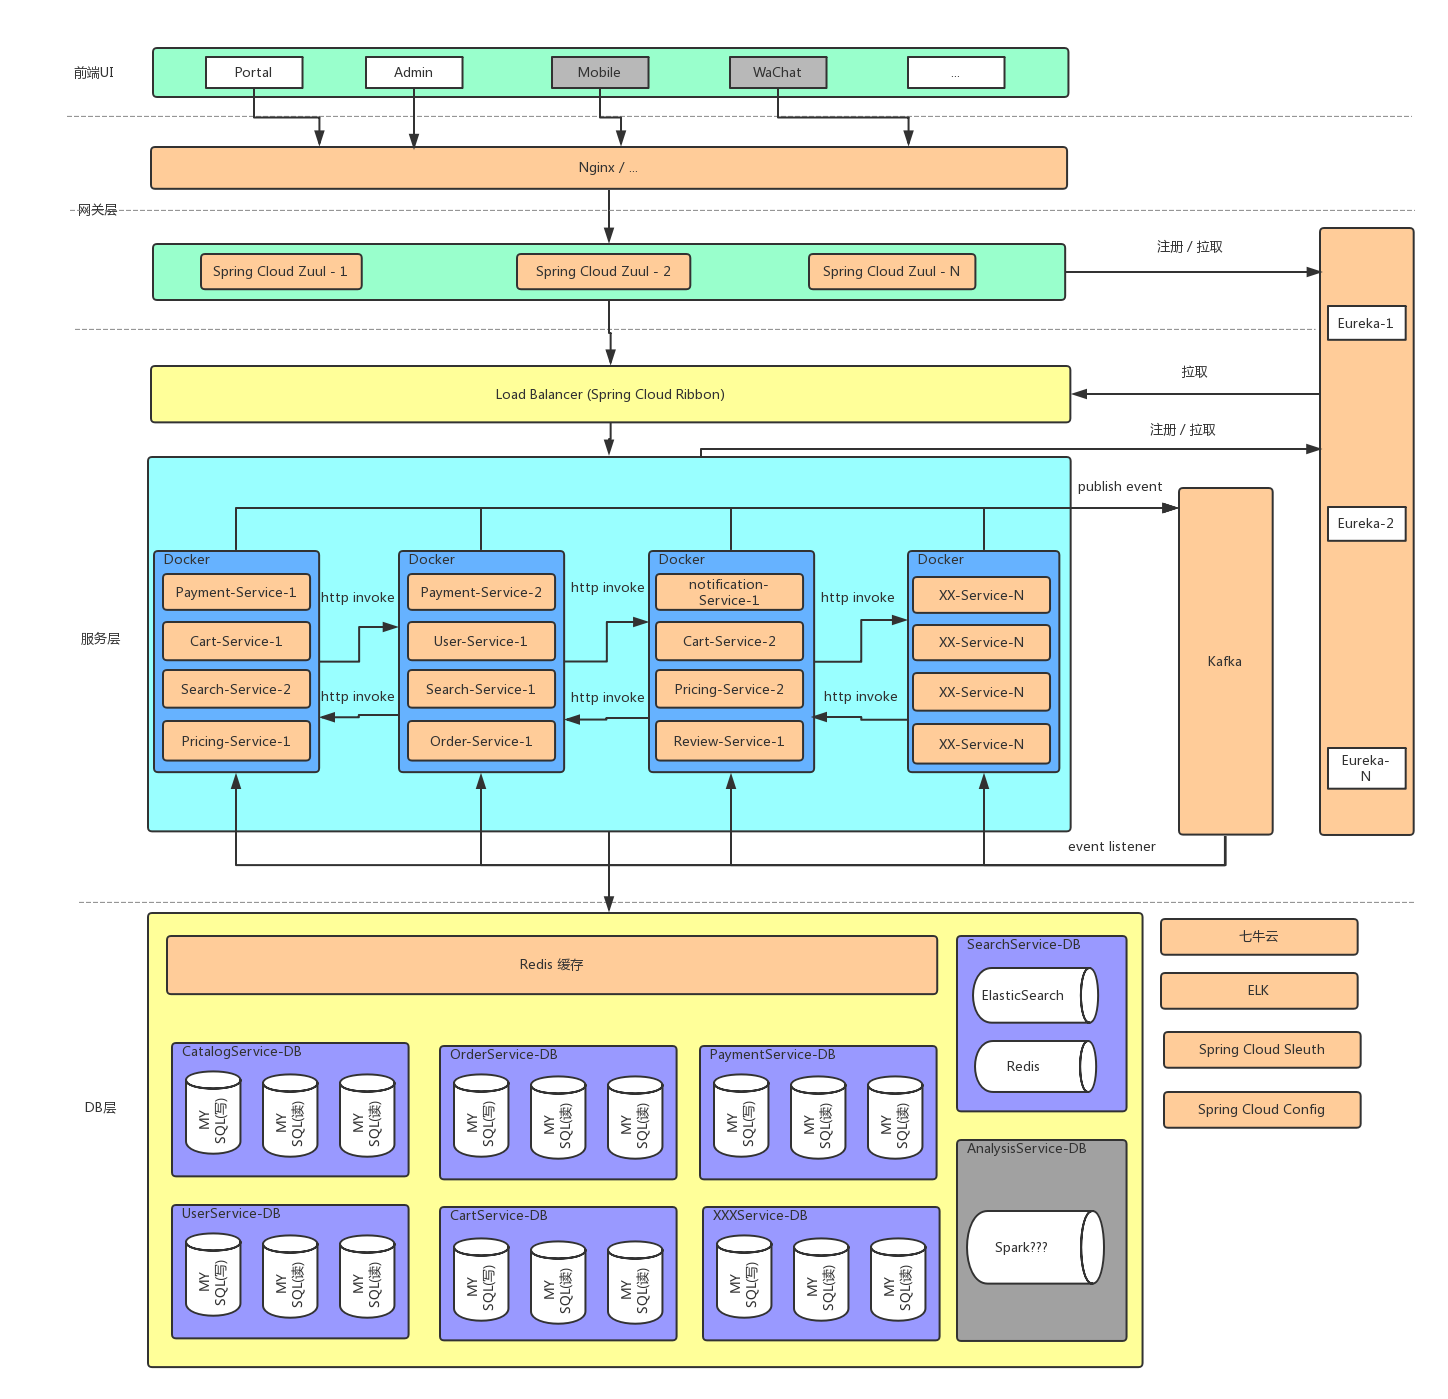 前端UI
Portal
Admin
Mobile
WaChat
...
Nginx / ...
网关层
Spring Cloud Zuul - 1
Spring Cloud Zuul - 2
Spring Cloud Zuul - N
注册 / 拉取
Eureka-1
拉取
Load Balancer (Spring Cloud Ribbon)
注册 / 拉取
publish event
Eureka-2
服务层
Docker
Payment-Service-1
Cart-Service-1
Search-Service-2
Pricing-Service-1
http invoke
http invoke
Docker
Payment-Service-2
User-Service-1
Search-Service-1
Order-Service-1
http invoke
http invoke
Docker
notification-
Service-1
Cart-Service-2
Pricing-Service-2
Review-Service-1
http invoke
http invoke
Docker
XX-Service-N
XX-Service-N
XX-Service-N
XX-Service-N
Kafka
Eureka-
N
event listener
DB层
Redis 缓存
SearchService-DB
ElasticSearch
Redis
七牛云
ELK
Spring Cloud Sleuth
Spring Cloud Config
CatalogService-DB
MY
SQL(写)
MY
SQL(读)
MY
SQL(读)
OrderService-DB
MY
SQL(写)
MY
SQL(读)
MY
SQL(读)
PaymentService-DB
MY
SQL(写)
MY
SQL(读)
MY
SQL(读)
AnalysisService-DB
Spark???
UserService-DB
MY
SQL(写)
MY
SQL(读)
MY
SQL(读)
CartService-DB
MY
SQL(写)
MY
SQL(读)
MY
SQL(读)
XXXService-DB
MY
SQL(写)
MY
SQL(读)
MY
SQL(读)